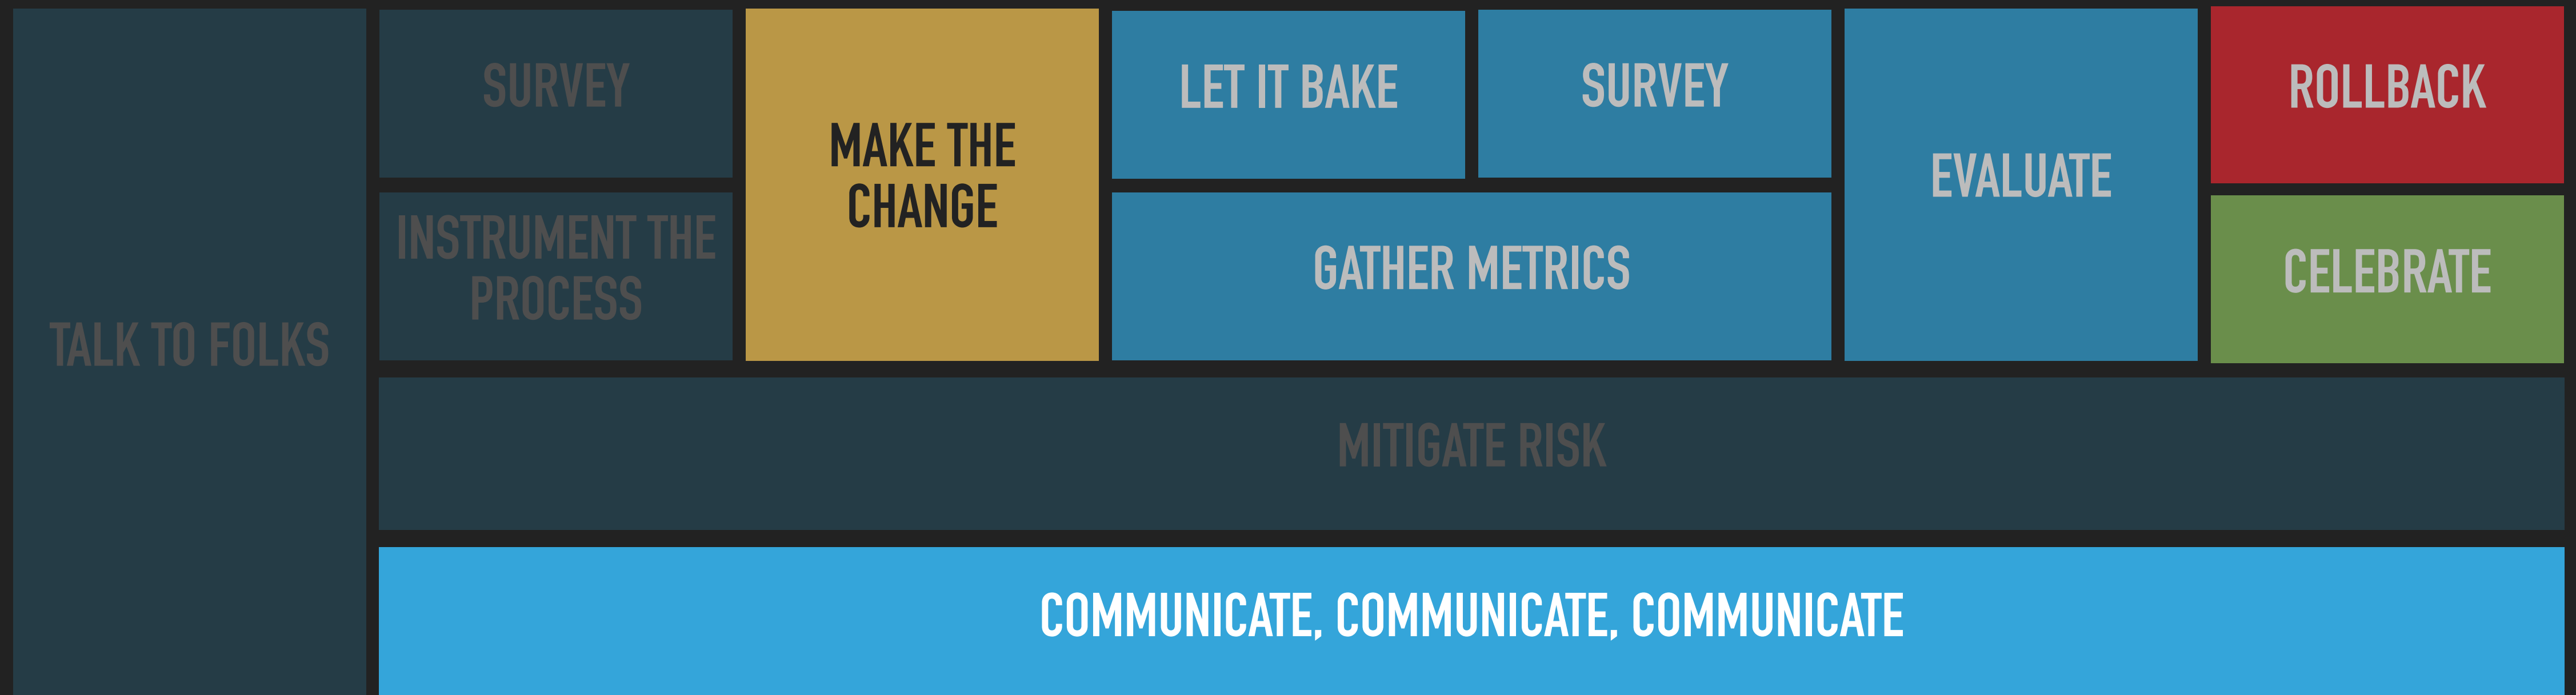 TALK TO FOLKS
SURVEY
INSTRUMENT THE
PROCESS
MAKE THE
CHANGE
LET IT BAKE
SURVEY
GATHER METRICS
EVALUATE
ROLLBACK
CELEBRATE
MITIGATE RISK
COMMUNICATE, COMMUNICATE, COMMUNICATE